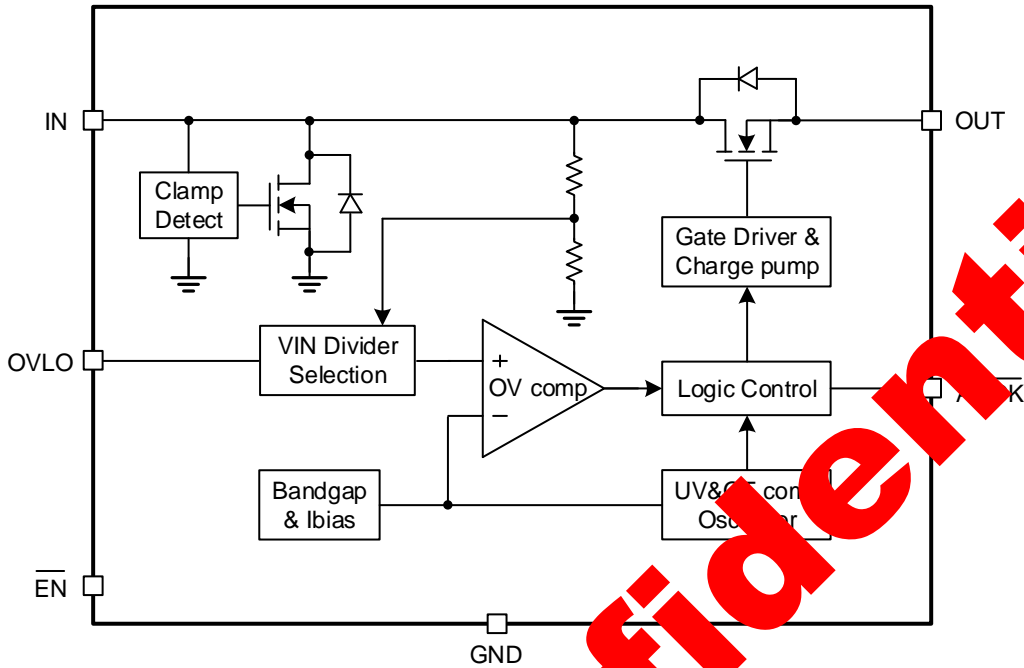 IN
OUT
Clamp
Detect
Gate Driver &
Charge pump
OVLO
VIN Divider
Selection
+
OV comp
−
Logic Control
Bandgap
& Ibias
EN
GND